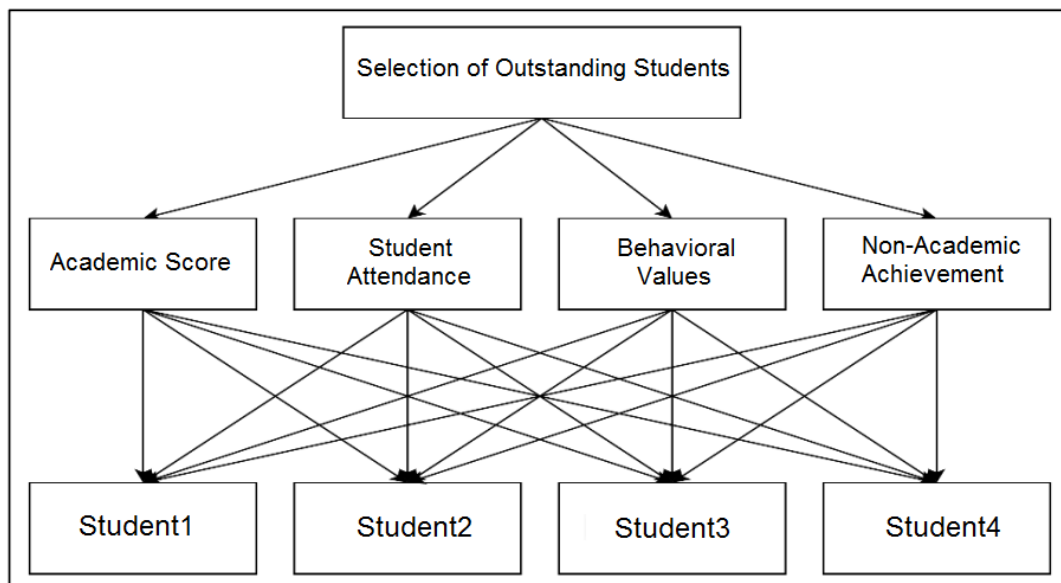 Selection of Outstanding Students
Academic Score
Student
Attendance
Behavioral
Values
Non-Academic
Achievement
Student1
Student2
Student3
Student4